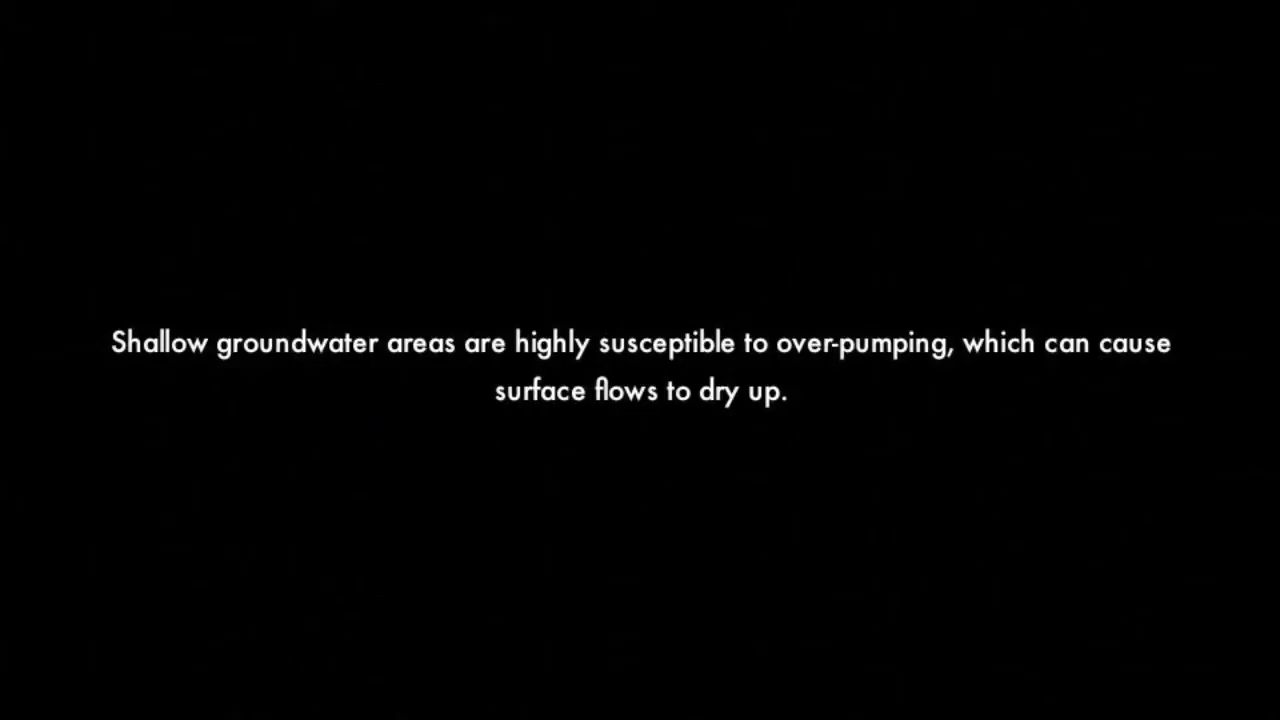 Shallow groundwater areas are highly susceptible to over-pumping, which can cause
surface flows to dry up.